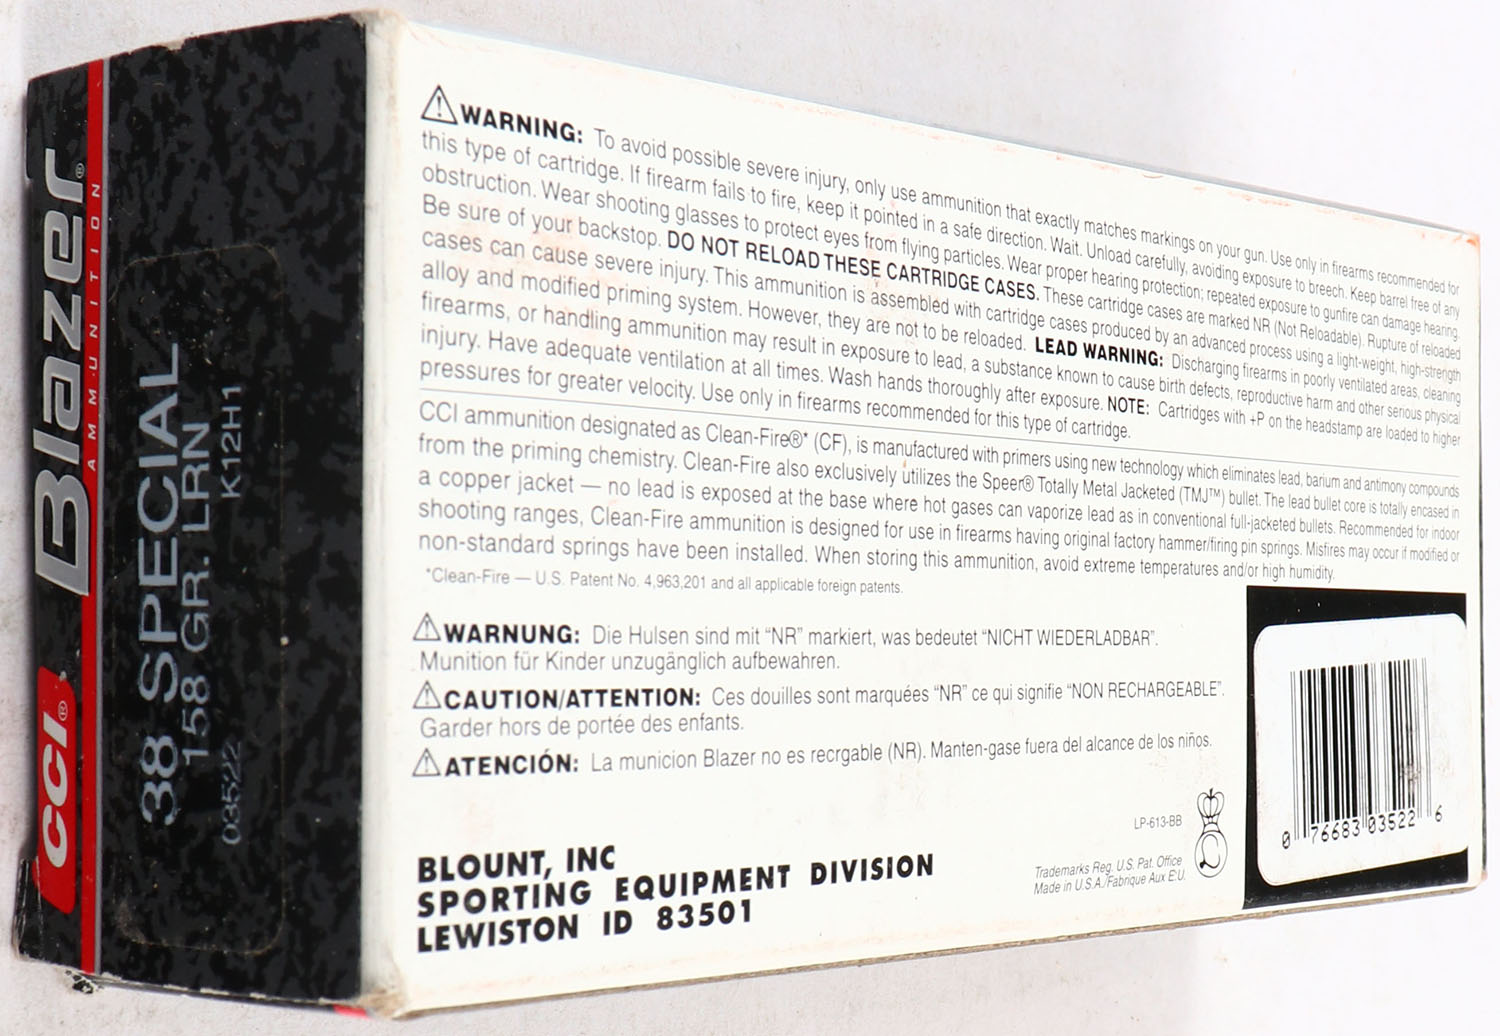 CCI®
Blazer®
AMMUNITION
38 SPECIAL
158 GR. LRN
03522 K12H1
WARNING: To avoid possible severe injury, only use ammunition that exactly matches markings on your gun. Use only in firearms recommended for
this type of cartridge. If firearm fails to fire, keep it pointed in a safe direction. Wait. Unload carefully, avoiding exposure to breech. Keep barrel free of any
obstruction. Wear shooting glasses to protect eyes from flying particles. Wear proper hearing protection; repeated exposure to gunfire can damage hearing.
Be sure of your backstop. DO NOT RELOAD THESE CARTRIDGE CASES. These cartridge cases are marked NR (Not Reloadable). Rupture of reloaded
cases can cause severe injury. This ammunition is assembled with cartridge cases produced by an advanced process using a light-weight, high-strength
alloy and modified priming system. However, they are not to be reloaded. LEAD WARNING: Discharging firearms in poorly ventilated areas, cleaning
firearms, or handling ammunition may result in exposure to lead, a substance known to cause birth defects, reproductive harm and other serious physical
injury. Have adequate ventilation at all times. Wash hands thoroughly after exposure. NOTE: Cartridges with +P on the headstamp are loaded to higher
pressures for greater velocity. Use only in firearms recommended for this type of cartridge.
CCI ammunition designated as Clean-Fire®* (CF), is manufactured with primers using new technology which eliminates lead, barium and antimony compounds
from the priming chemistry. Clean-Fire also exclusively utilizes the Speer® Totally Metal Jacketed (TMJ™) bullet. The lead bullet core is totally encased in
a copper jacket — no lead is exposed at the base where hot gases can vaporize lead as in conventional full-jacketed bullets. Recommended for indoor
shooting ranges, Clean-Fire ammunition is designed for use in firearms having original factory hammer/firing pin springs. Misfires may occur if modified or
non-standard springs have been installed. When storing this ammunition, avoid extreme temperatures and/or high humidity.
*Clean-Fire — U.S. Patent No. 4,963,201 and all applicable foreign patents.
WARNUNG: Die Hulsen sind mit “NR” markiert, was bedeutet “NICHT WIEDERLADBAR”.
Munition für Kinder unzugänglich aufbewahren.
CAUTION/ATTENTION: Ces douilles sont marquées “NR” ce qui signifie “NON RECHARGEABLE”.
Garder hors de portée des enfants.
ATENCIÓN: La municion Blazer no es recrgable (NR). Manten-gase fuera del alcance de los niños.
BLOUNT, INC
SPORTING EQUIPMENT DIVISION
LEWISTON ID 83501
LP-613-BB
Trademarks Reg. U.S. Pat. Office
Made in U.S.A./Fabrique Aux E.U.
0 76683 03522 6